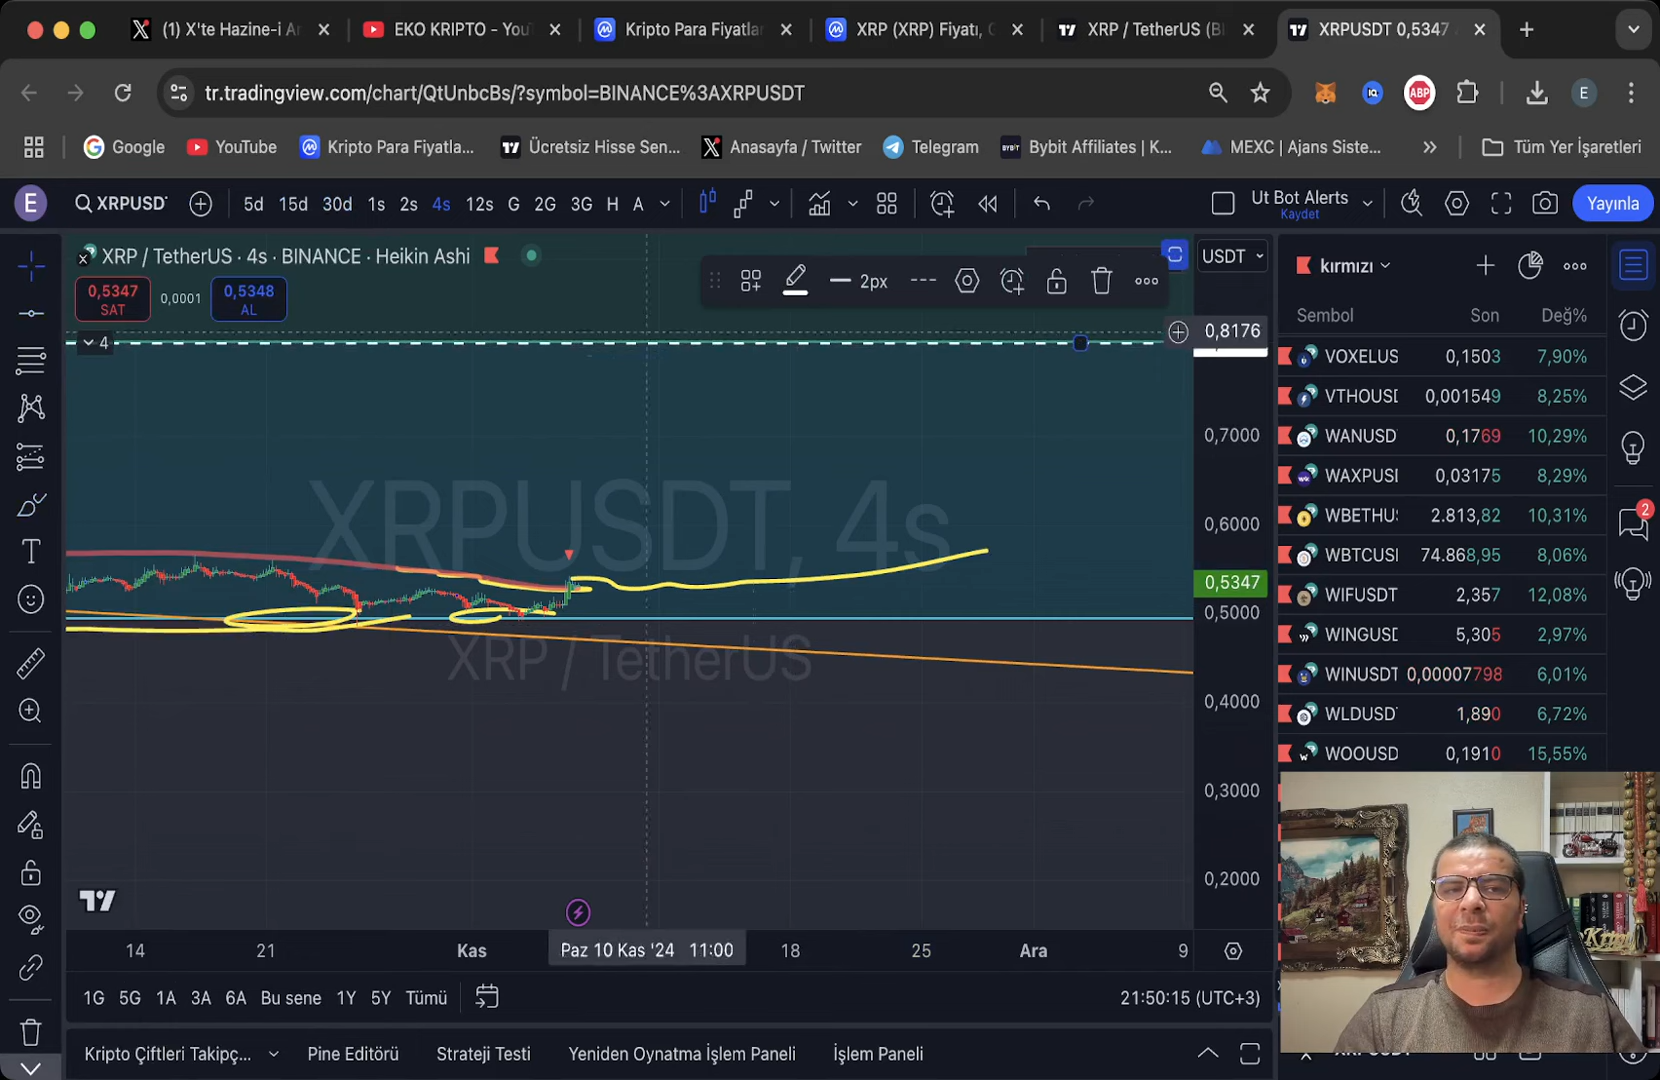 (1) X'te Hazine-i Ar
EKO KRIPTO - You
Kripto Para Fiyatlar
XRP (XRP) Fiyatı, G
XRP / TetherUS (B
XRPUSDT 0,5347
tr.tradingview.com/chart/QtUnbcBs/?symbol=BINANCE%3AXRPUSDT
ABP
E
Google
YouTube
Kripto Para Fiyatla...
Ücretsiz Hisse Sen...
Anasayfa / Twitter
Telegram
Bybit Affiliates | K...
MEXC | Ajans Siste...
Tüm Yer İşaretleri
E
XRPUSD
5d 15d 30d 1s 2s 4s 12s G 2G 3G H A
Ut Bot Alerts
Kaydet
Yayınla
XRP / TetherUS · 4s · BINANCE · Heikin Ashi
USDT
0,5347
SAT
0,0001
0,5348
AL
2px
4
0,8176
0,7000
0,6000
0,5347
0,5000
0,4000
0,3000
0,2000
XRPUSDT, 4s
XRP / TetherUS
14 21 Kas Paz 10 Kas '24 11:00 18 25 Ara 9
1G 5G 1A 3A 6A Bu sene 1Y 5Y Tümü
21:50:15 (UTC+3)
Kripto Çiftleri Takipç...
Pine Editörü
Strateji Testi
Yeniden Oynatma İşlem Paneli
İşlem Paneli
kırmızı
Sembol Son Değ%
VOXELUS 0,1503 7,90%
VTHOUSD 0,001549 8,25%
WANUSD 0,1769 10,29%
WAXPUSD 0,03175 8,29%
WBETHUS 2.813,82 10,31%
WBTCUSD 74.868,95 8,06%
WIFUSDT 2,357 12,08%
WINGUSD 5,305 2,97%
WINUSDT 0,00007798 6,01%
WLDUSD 1,890 6,72%
WOOUSD 0,1910 15,55%
2